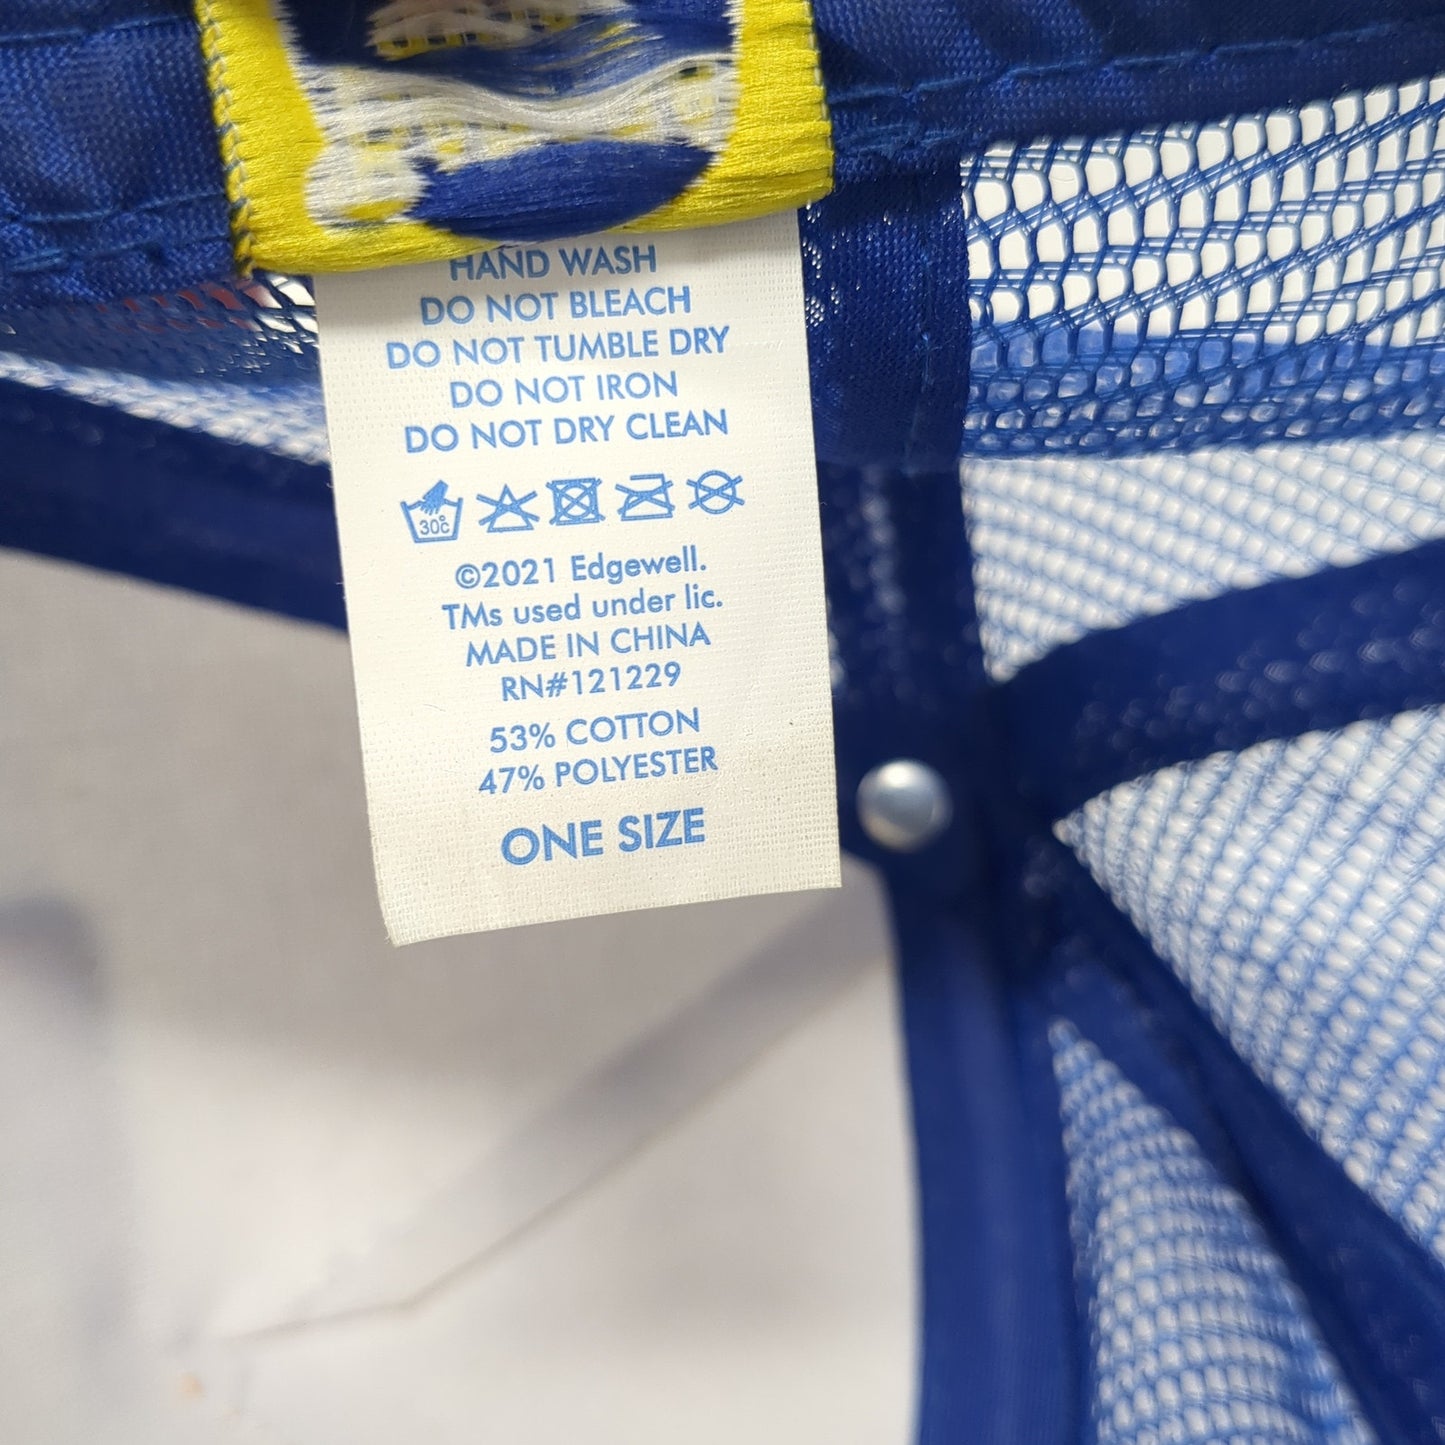 HAND WASH
DO NOT BLEACH
DO NOT TUMBLE DRY
DO NOT IRON
DO NOT DRY CLEAN
30°C
©2021 Edgewell.
TMs used under lic.
MADE IN CHINA
RN#121229
53% COTTON
47% POLYESTER
ONE SIZE